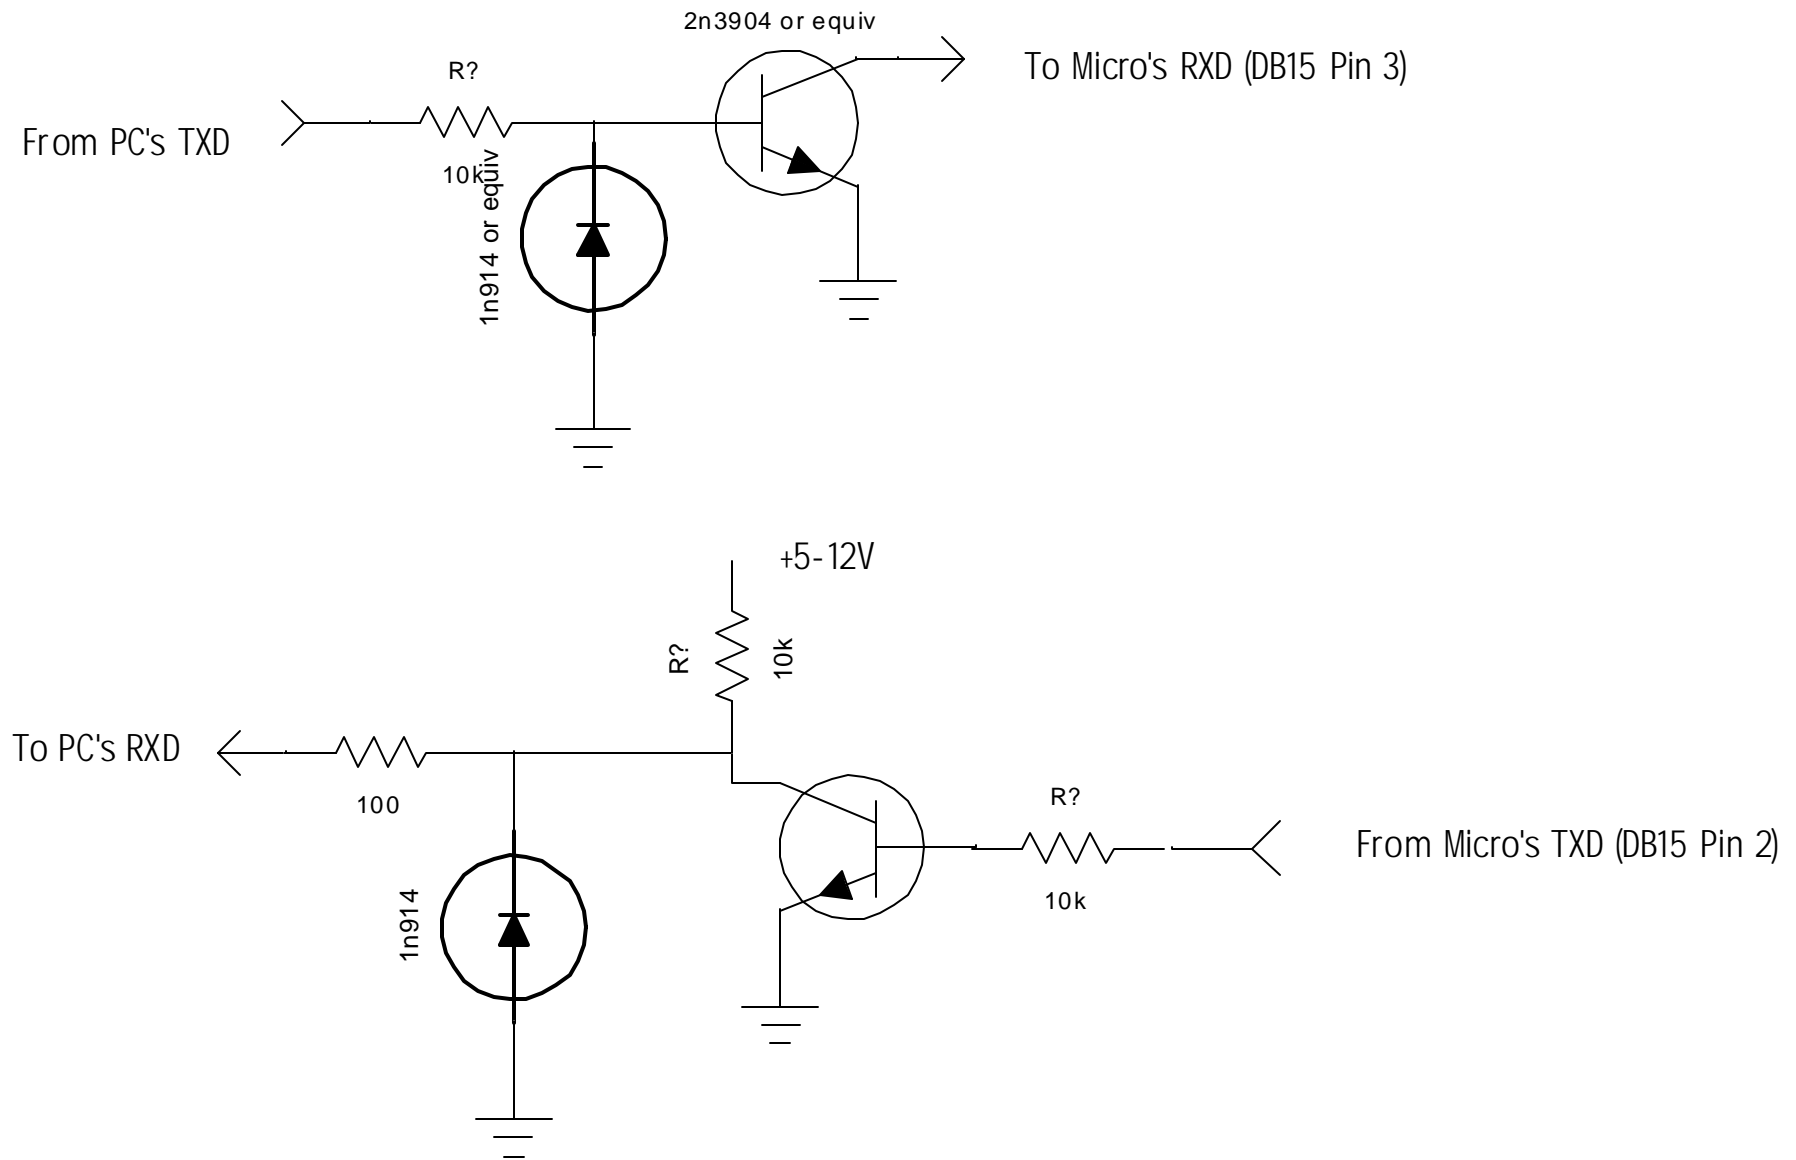 2n3904 or equiv
To Micro's RXD (DB15 Pin 3)
R?
From PC's TXD
10k
1n914 or equiv
+5-12V
R?
10k
To PC's RXD
100
R?
From Micro's TXD (DB15 Pin 2)
10k
1n914